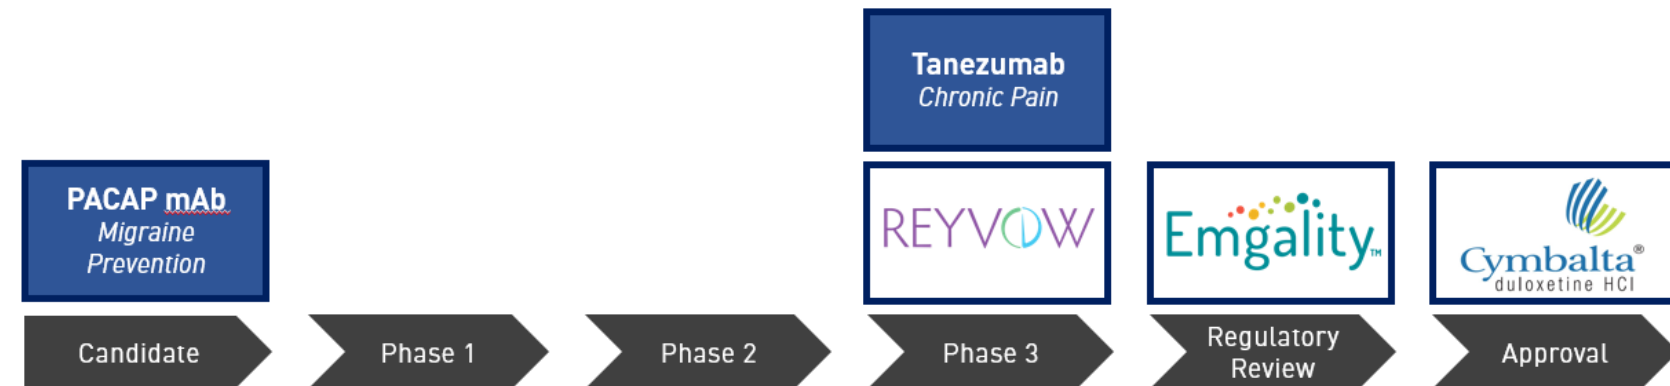 Tanezumab
Chronic Pain
PACAP mAb
Migraine
Prevention
REYVOW
Emgality™
Cymbalta®
duloxetine HCl
Candidate
Phase 1
Phase 2
Phase 3
Regulatory
Review
Approval